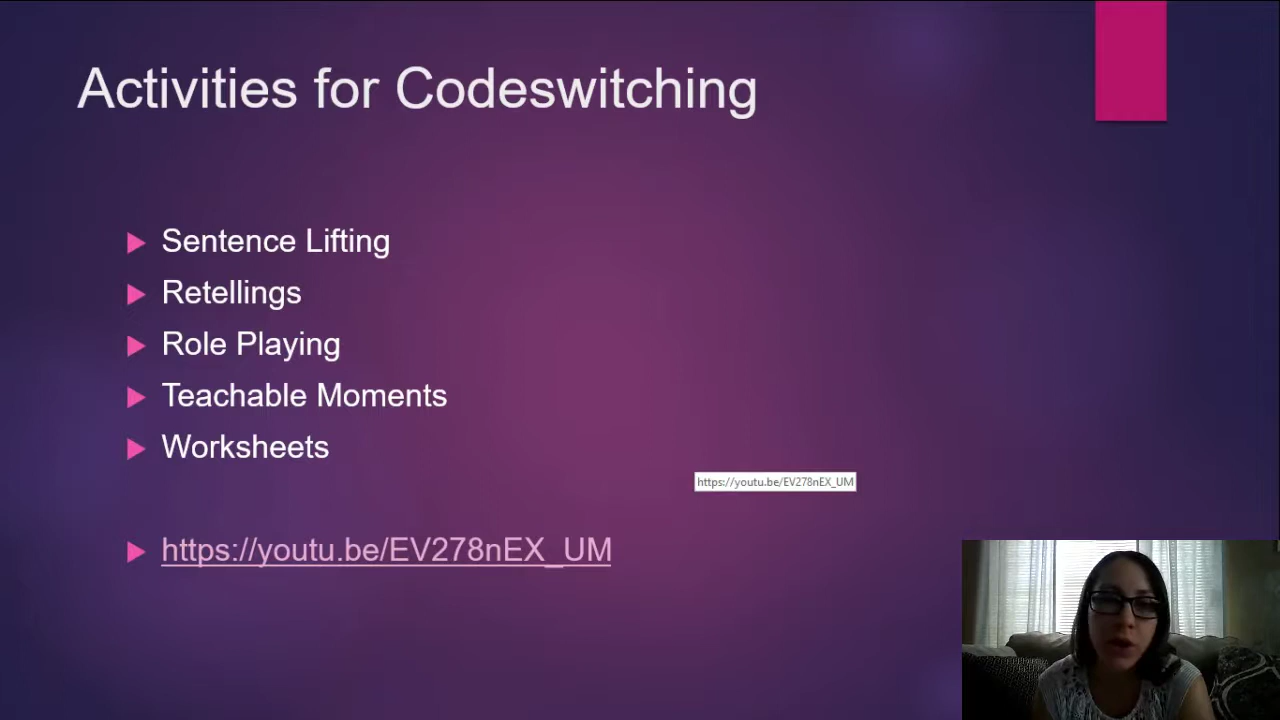 Activities for Codeswitching
Sentence Lifting
Retellings
Role Playing
Teachable Moments
Worksheets
https://youtu.be/EV278nEX_UM
https://youtu.be/EV278nEX_UM